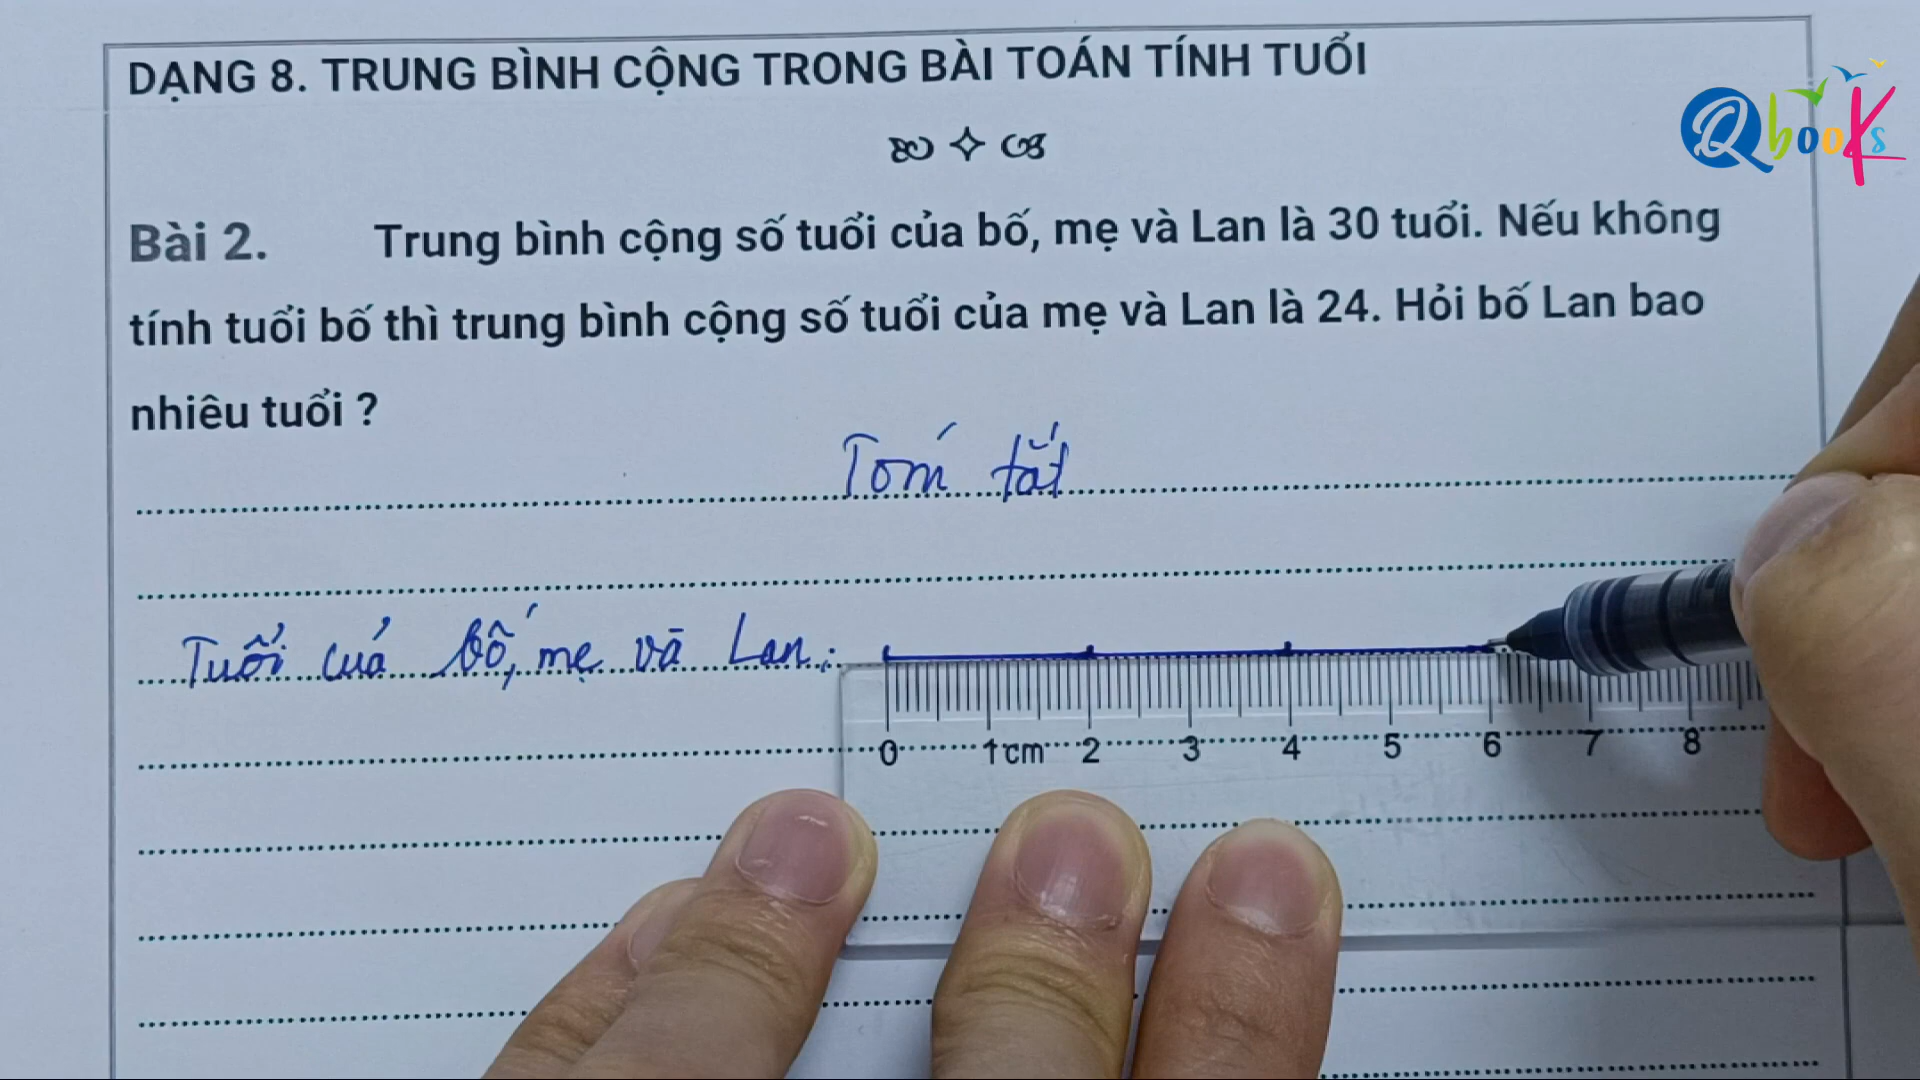 DẠNG 8. TRUNG BÌNH CỘNG TRONG BÀI TOÁN TÍNH TUỔI
Qbooks
Bài 2. Trung bình cộng số tuổi của bố, mẹ và Lan là 30 tuổi. Nếu không
tính tuổi bố thì trung bình cộng số tuổi của mẹ và Lan là 24. Hỏi bố Lan bao
nhiêu tuổi ?
Tóm tắt
Tuổi của bố, mẹ và Lan:
0 1cm 2 3 4 5 6 7 8